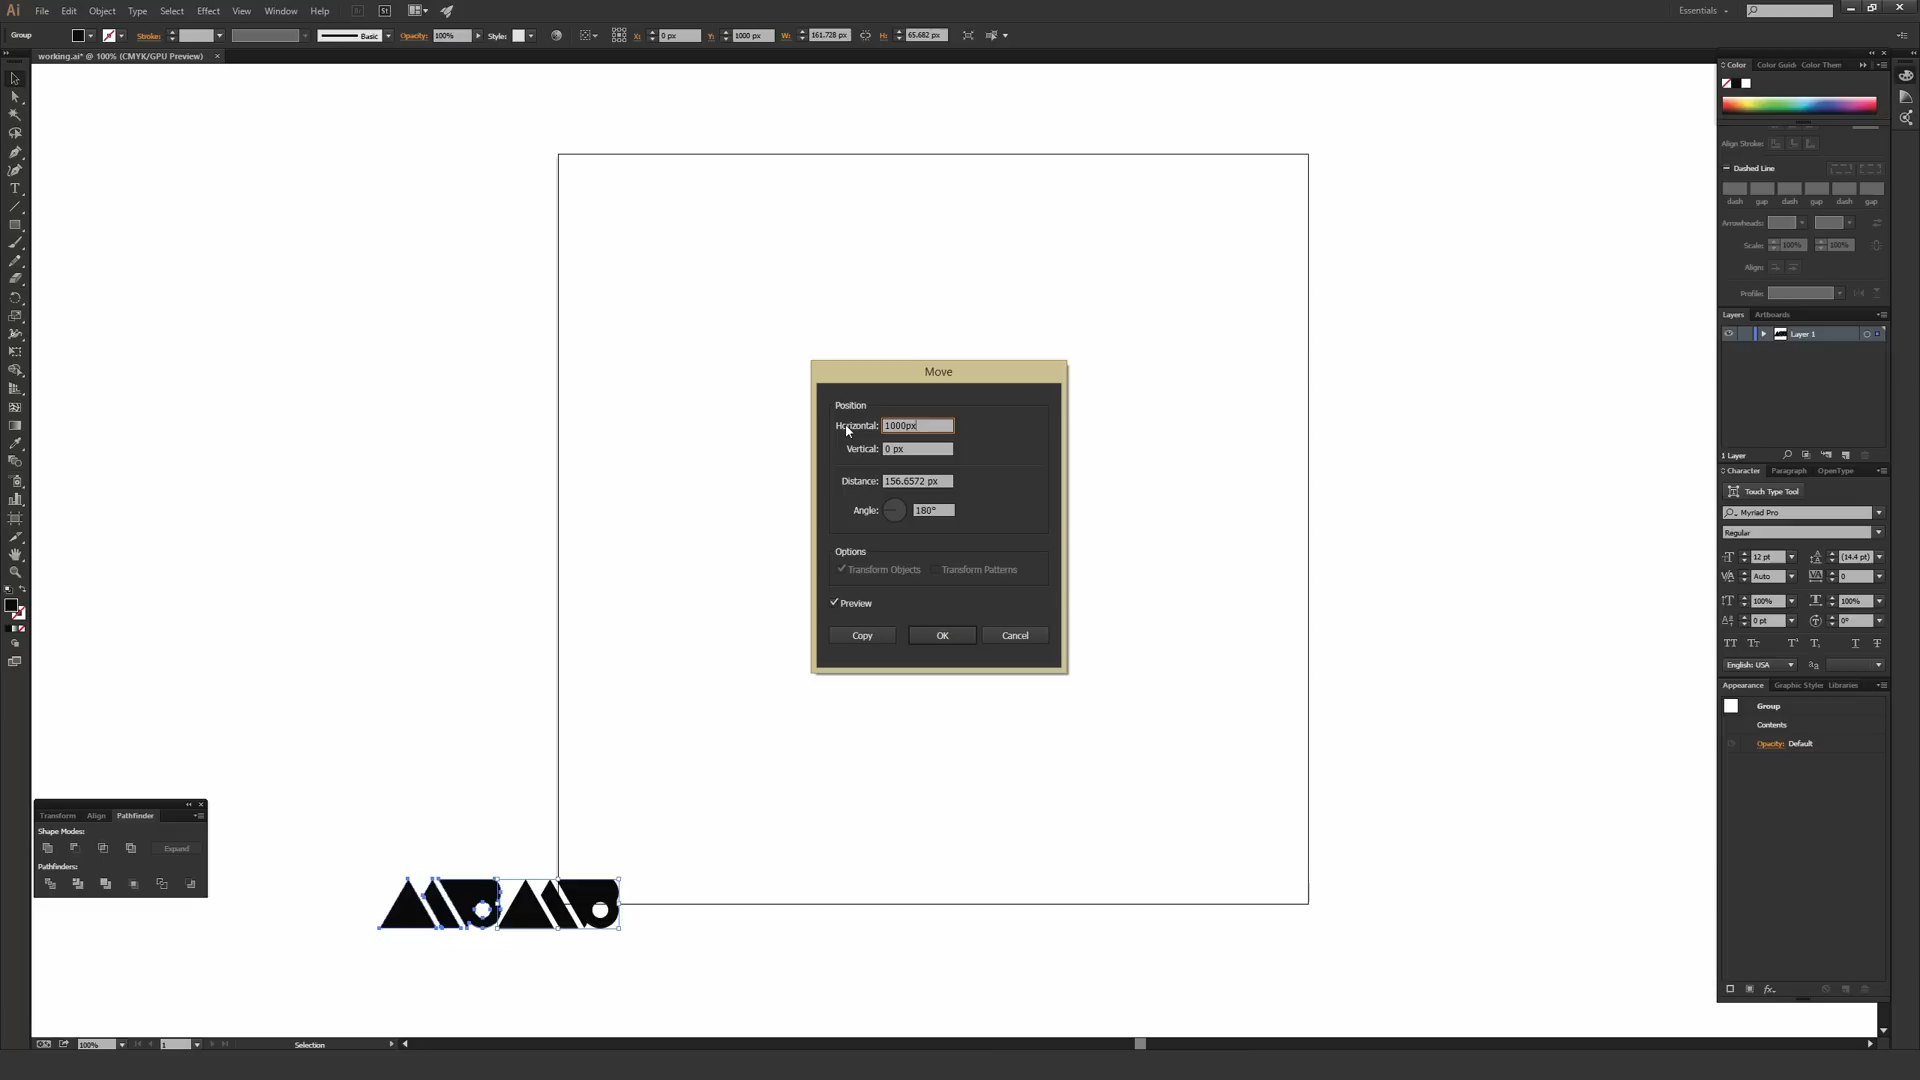 Ai File Edit Object Type Select Effect View Window Help Br St Essentials
Group Stroke: Basic Opacity: 100% Style: X: 0 px Y: 1000 px W: 161.728 px H: 65.682 px
working.ai* @ 100% (CMYK/GPU Preview) ×
Color Color Guid Color Them
Align Stroke:
Dashed Line
dash gap dash gap dash gap
Arrowheads:
Scale: 100% 100%
Align:
Profile:
Layers Artboards
Layer 1
1 Layer
Move
Position
Horizontal: 1000px
Vertical: 0 px
Distance: 156.6572 px
Angle: 180°
Options
Transform Objects Transform Patterns
Preview
Copy OK Cancel
Character Paragraph OpenType
Touch Type Tool
Myriad Pro
Regular
12 pt (14.4 pt)
Auto 0
100% 100%
0 pt 0°
English: USA
Appearance Graphic Styles Libraries
Group
Contents
Opacity: Default
Transform Align Pathfinder
Shape Modes:
Expand
Pathfinders:
100% 1 Selection